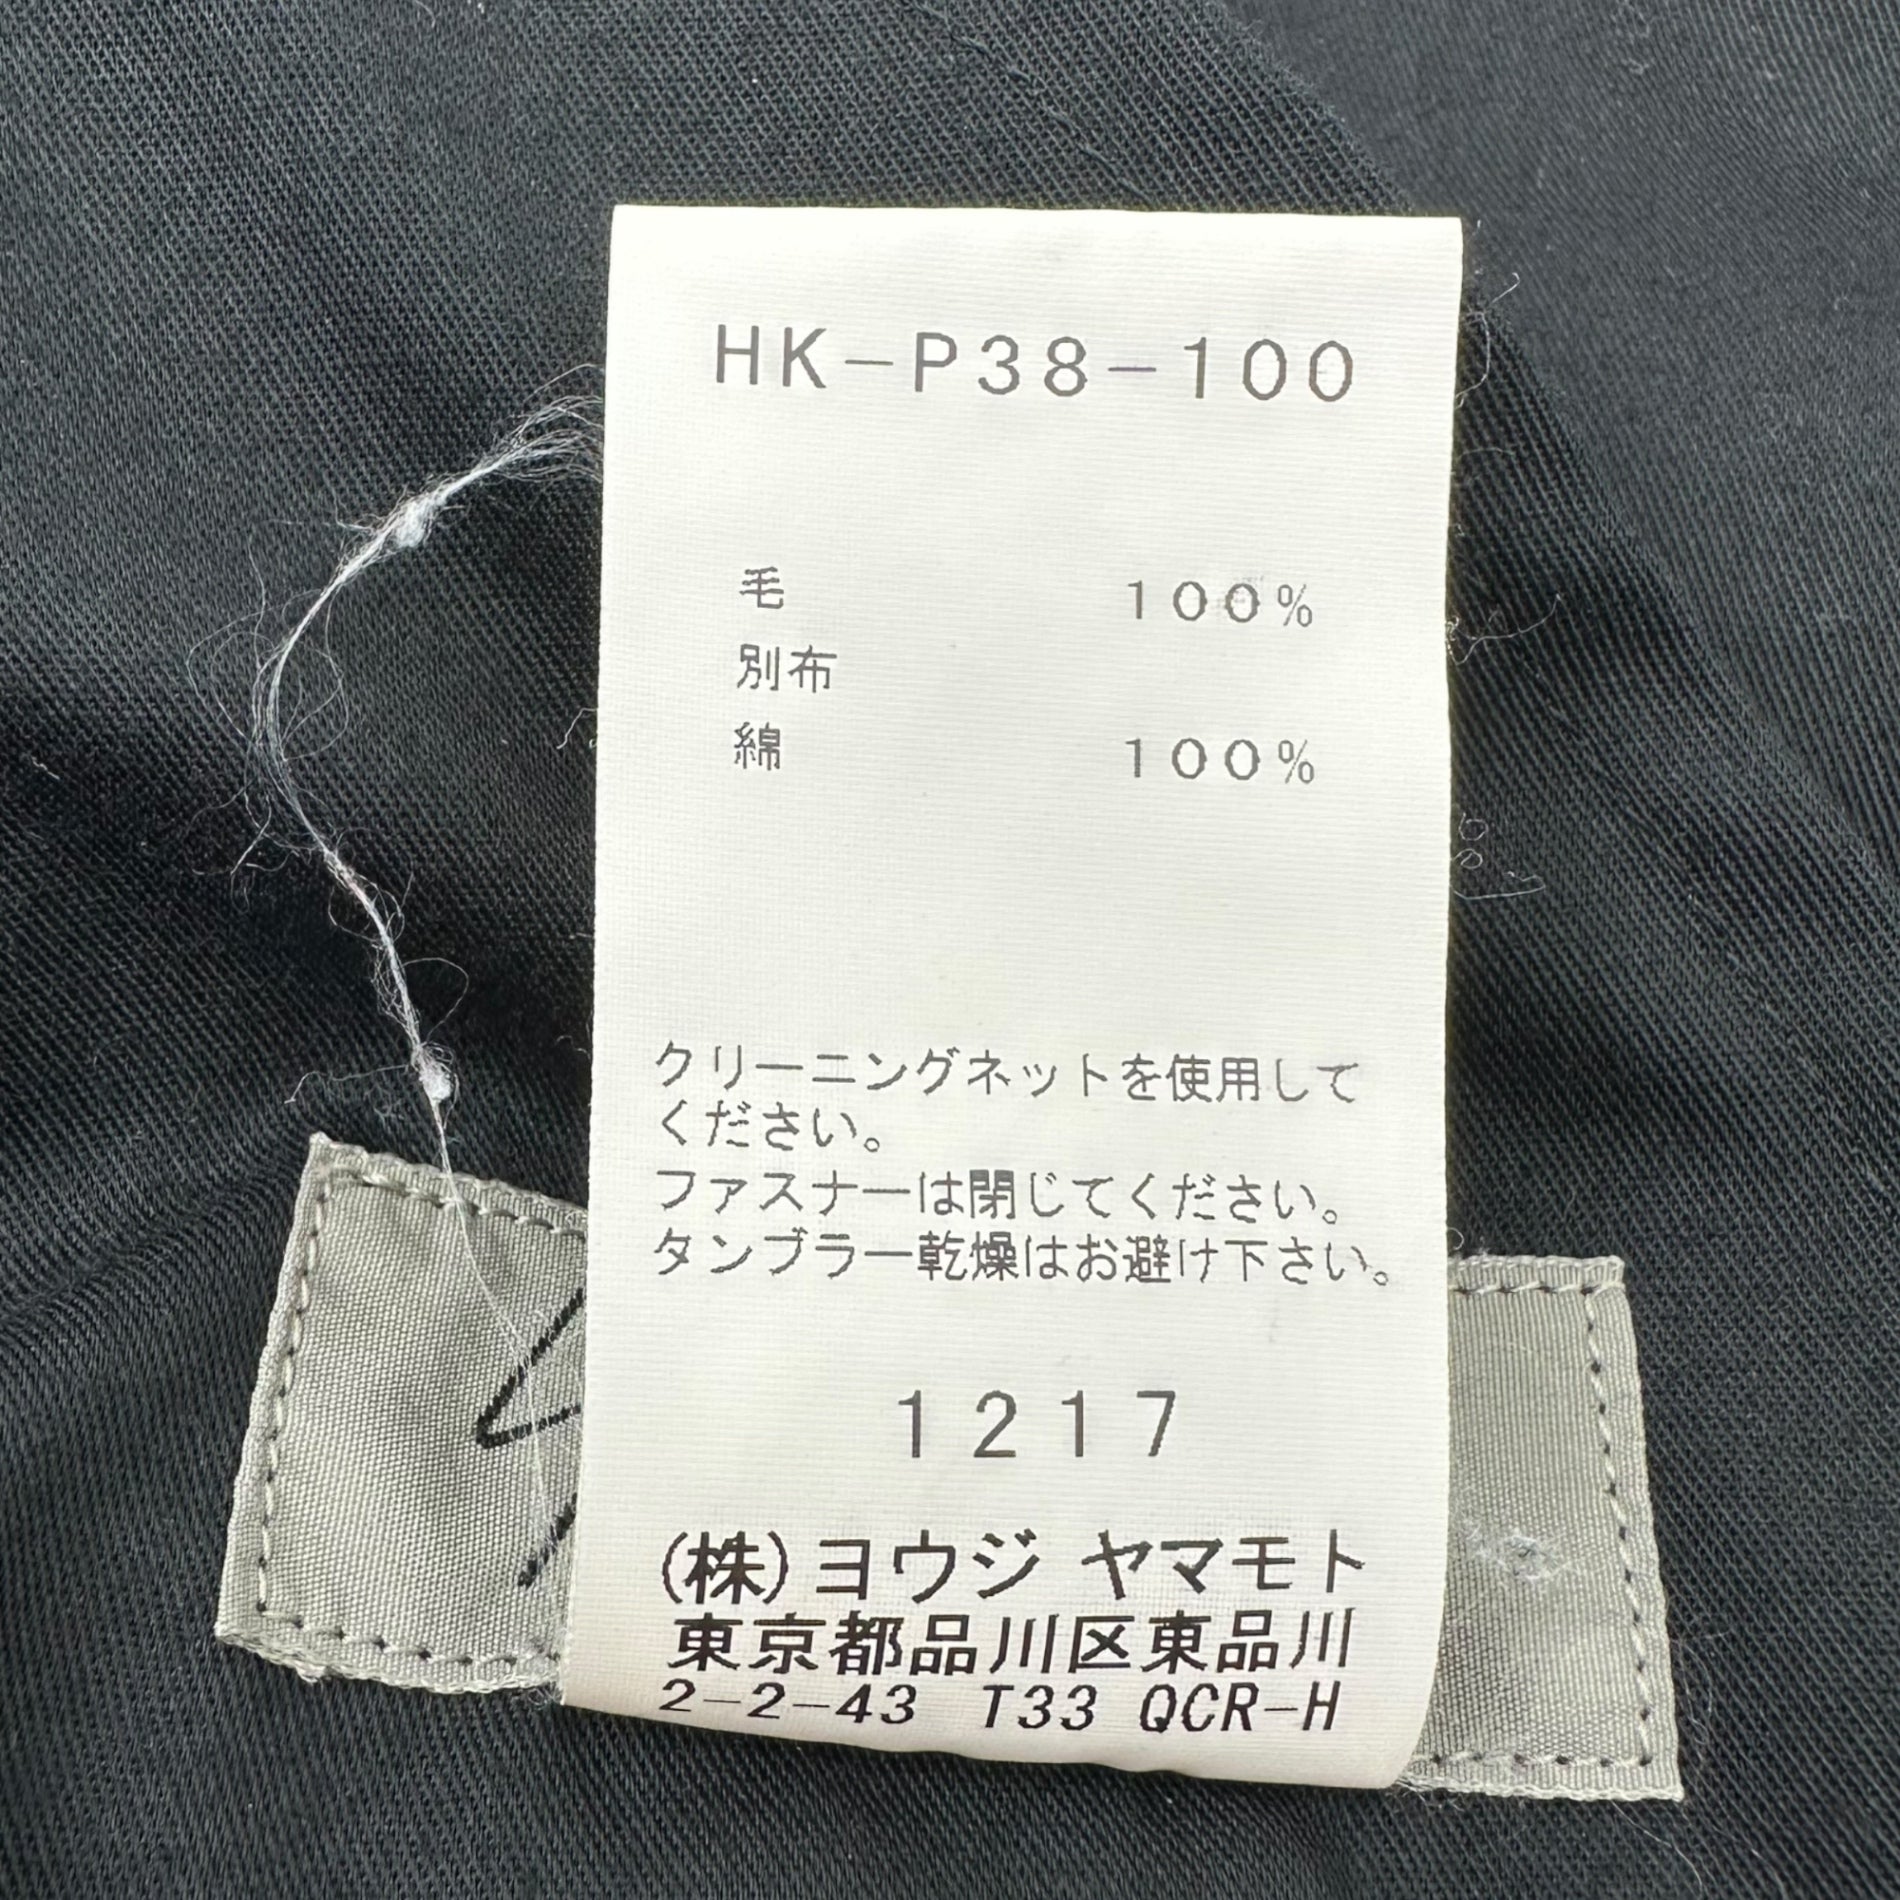 HK-P38-100
毛 100%
別布
綿 100%
クリーニングネットを使用して
ください。
ファスナーは閉じてください。
タンブラー乾燥はお避け下さい。
1217
(株)ヨウジ ヤマモト
東京都品川区東品川
2-2-43 T33 QCR-H